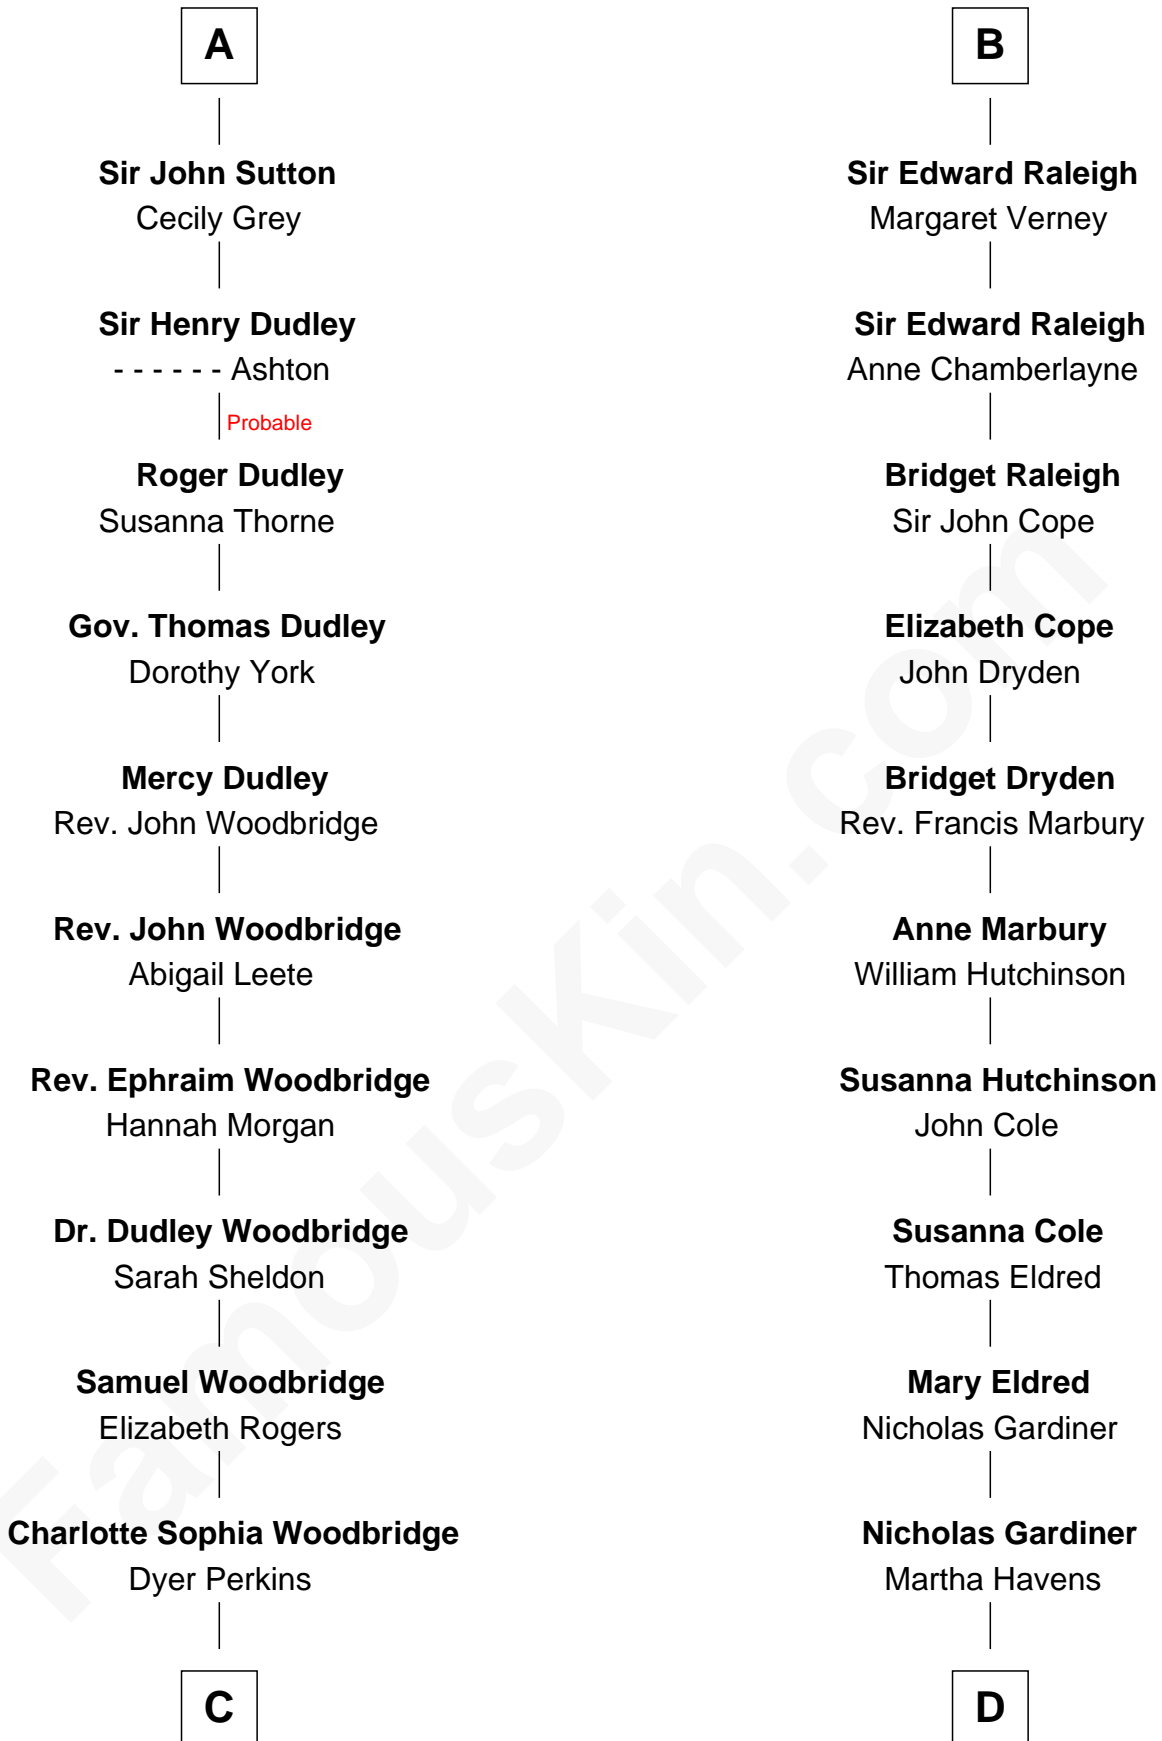 A
Sir John Sutton
Cecily Grey
Sir Henry Dudley
- - - - - - Ashton
Probable
Roger Dudley
Susanna Thorne
Gov. Thomas Dudley
Dorothy York
Mercy Dudley
Rev. John Woodbridge
Rev. John Woodbridge
Abigail Leete
Rev. Ephraim Woodbridge
Hannah Morgan
Dr. Dudley Woodbridge
Sarah Sheldon
Samuel Woodbridge
Elizabeth Rogers
Charlotte Sophia Woodbridge
Dyer Perkins
C
B
Sir Edward Raleigh
Margaret Verney
Sir Edward Raleigh
Anne Chamberlayne
Bridget Raleigh
Sir John Cope
Elizabeth Cope
John Dryden
Bridget Dryden
Rev. Francis Marbury
Anne Marbury
William Hutchinson
Susanna Hutchinson
John Cole
Susanna Cole
Thomas Eldred
Mary Eldred
Nicholas Gardiner
Nicholas Gardiner
Martha Havens
D
FamousKin.com